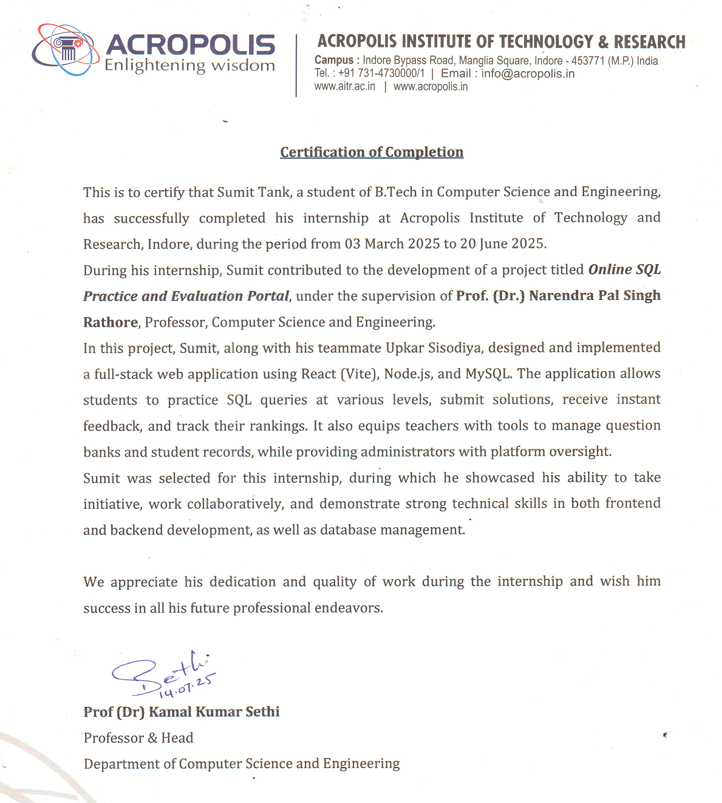 ACROPOLIS
Enlightening wisdom
ACROPOLIS INSTITUTE OF TECHNOLOGY & RESEARCH
Campus : Indore Bypass Road, Manglia Square, Indore - 453771 (M.P.) India
Tel. : +91 731-4730000/1 | Email : info@acropolis.in
www.aitr.ac.in | www.acropolis.in
Certification of Completion
This is to certify that Sumit Tank, a student of B.Tech in Computer Science and Engineering,
has successfully completed his internship at Acropolis Institute of Technology and
Research, Indore, during the period from 03 March 2025 to 20 June 2025.
During his internship, Sumit contributed to the development of a project titled Online SQL
Practice and Evaluation Portal, under the supervision of Prof. (Dr.) Narendra Pal Singh
Rathore, Professor, Computer Science and Engineering.
In this project, Sumit, along with his teammate Upkar Sisodiya, designed and implemented
a full-stack web application using React (Vite), Node.js, and MySQL. The application allows
students to practice SQL queries at various levels, submit solutions, receive instant
feedback, and track their rankings. It also equips teachers with tools to manage question
banks and student records, while providing administrators with platform oversight.
Sumit was selected for this internship, during which he showcased his ability to take
initiative, work collaboratively, and demonstrate strong technical skills in both frontend
and backend development, as well as database management.
We appreciate his dedication and quality of work during the internship and wish him
success in all his future professional endeavors.
Sethi
14.07.25
Prof (Dr) Kamal Kumar Sethi
Professor & Head
Department of Computer Science and Engineering